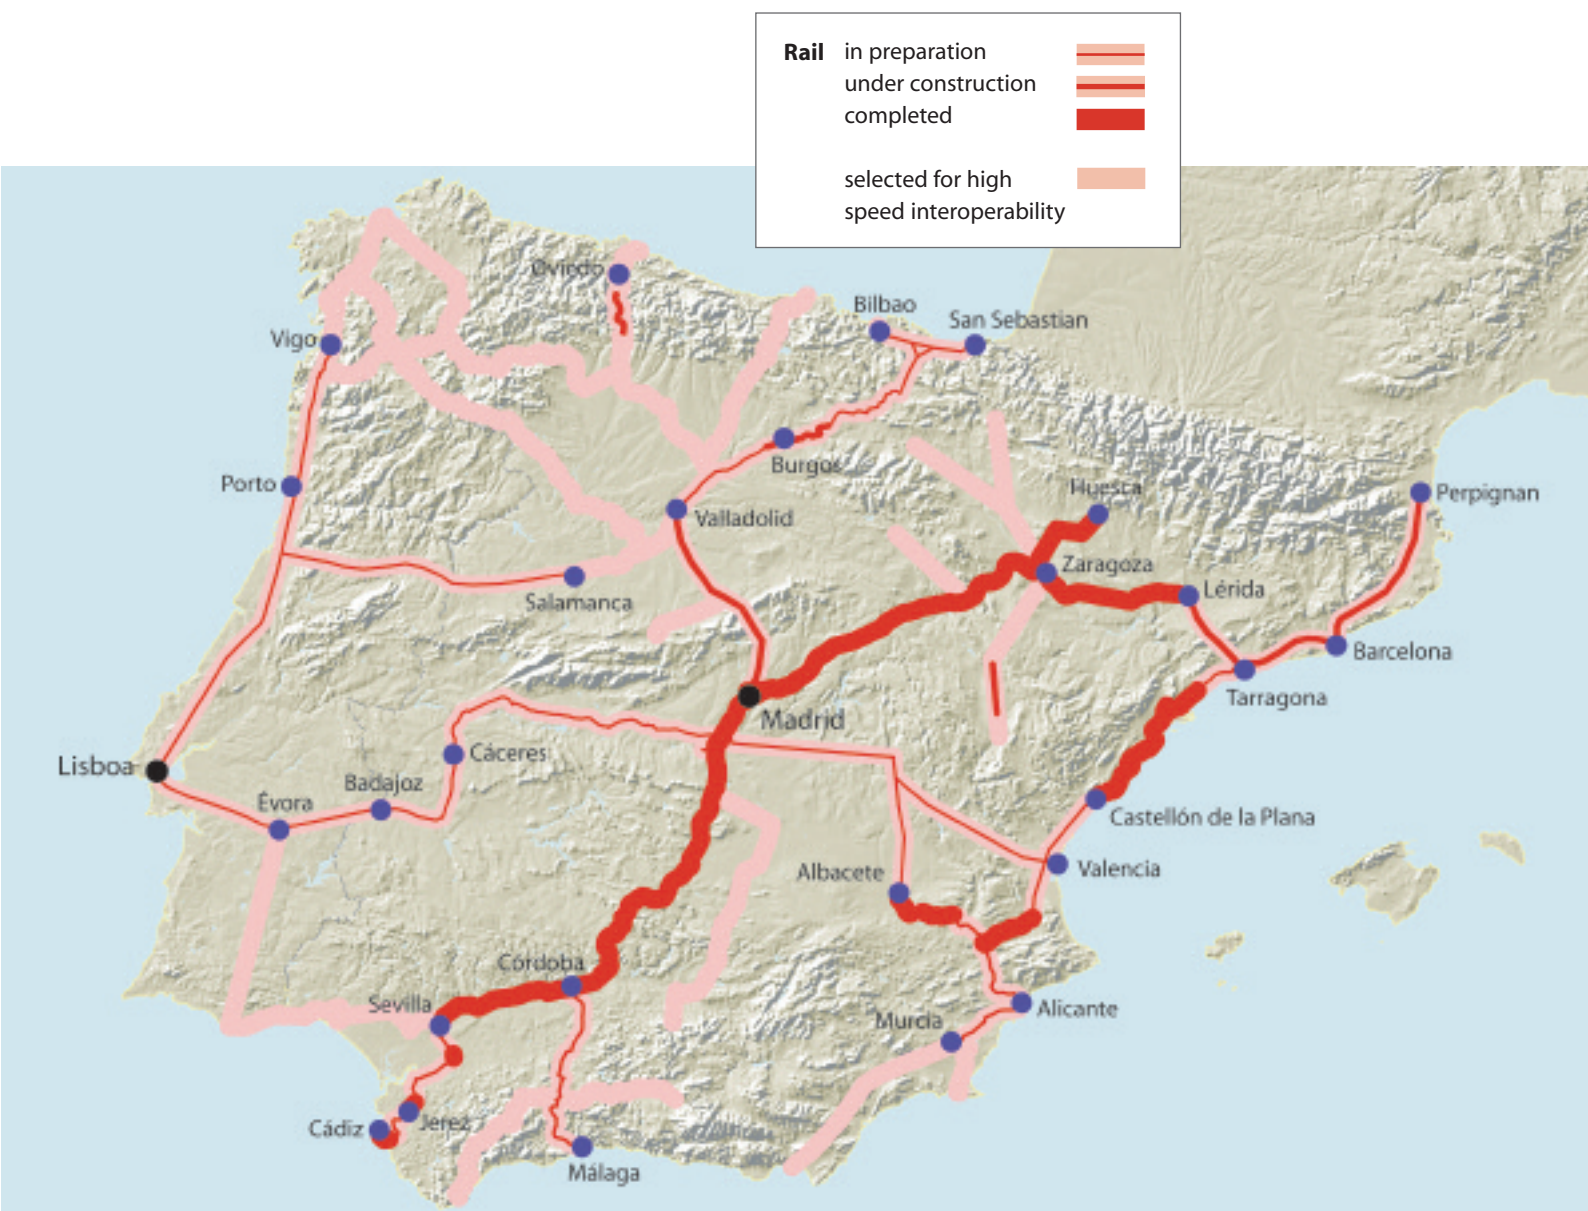 Rail in preparation
under construction
completed
selected for high
speed interoperability
Oviedo
Bilbao
San Sebastian
Vigo
Burgos
Porto
Huesca
Perpignan
Valladolid
Zaragoza
Lérida
Salamanca
Barcelona
Tarragona
Madrid
Lisboa
Cáceres
Badajoz
Évora
Castellón de la Plana
Albacete
Valencia
Córdoba
Sevilla
Alicante
Murcia
Cádiz
Jerez
Málaga